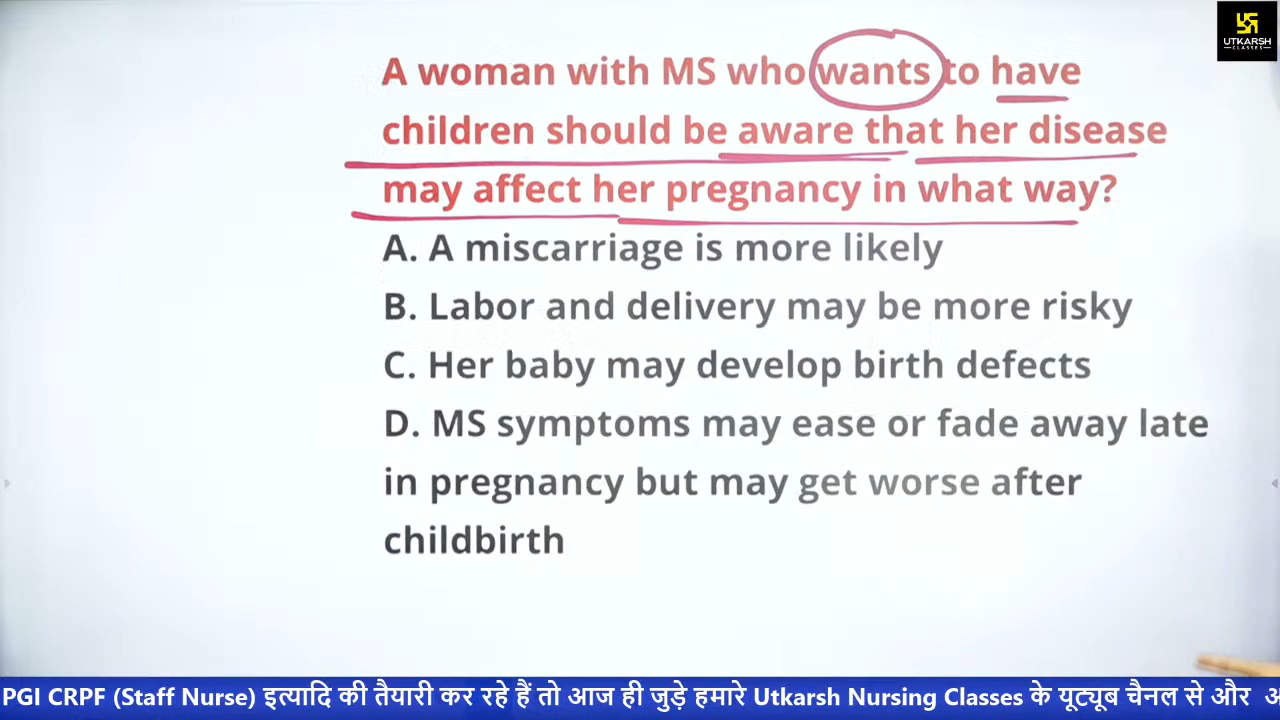 UTKARSH
CLASSES
A woman with MS who wants to have
children should be aware that her disease
may affect her pregnancy in what way?
A. A miscarriage is more likely
B. Labor and delivery may be more risky
C. Her baby may develop birth defects
D. MS symptoms may ease or fade away late
in pregnancy but may get worse after
childbirth
PGI CRPF (Staff Nurse) इत्यादि की तैयारी कर रहे हैं तो आज ही जुड़े हमारे Utkarsh Nursing Classes के यूट्यूब चैनल से और